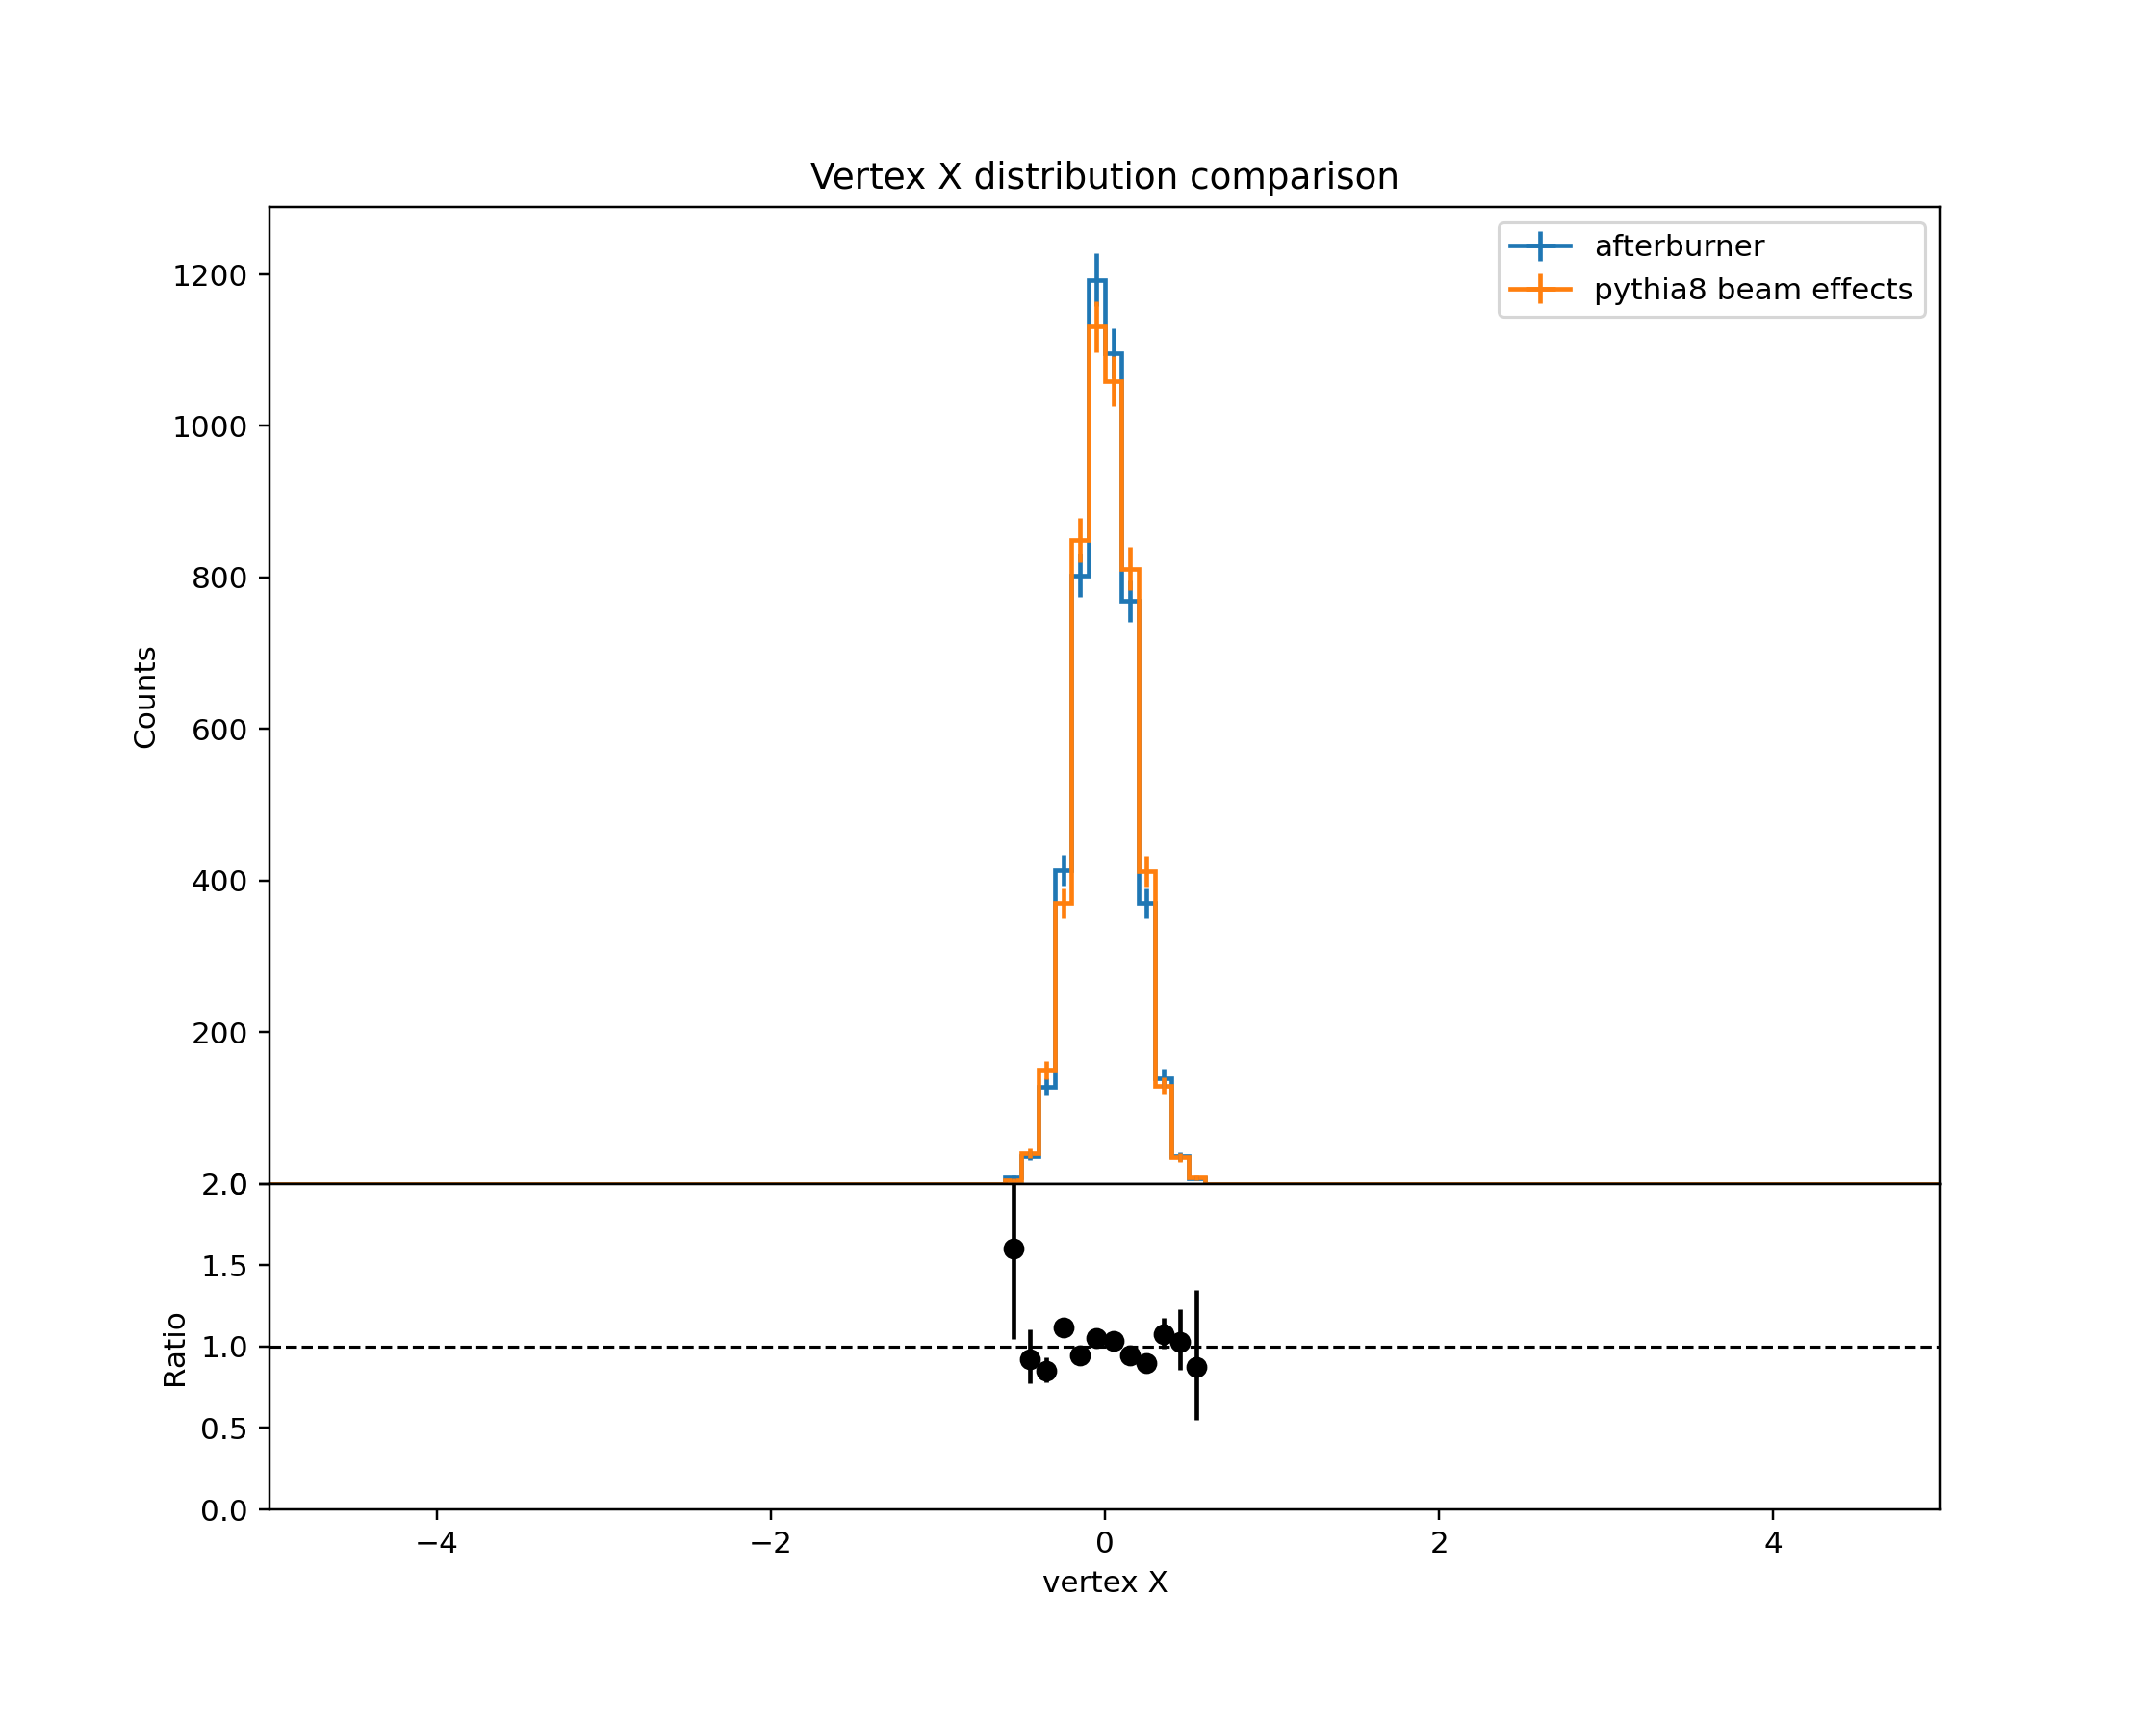 Vertex X distribution comparison
afterburner
pythia8 beam effects
Counts
1200
1000
800
600
400
200
2.0
1.5
1.0
0.5
0.0
Ratio
−4
−2
0
2
4
vertex X